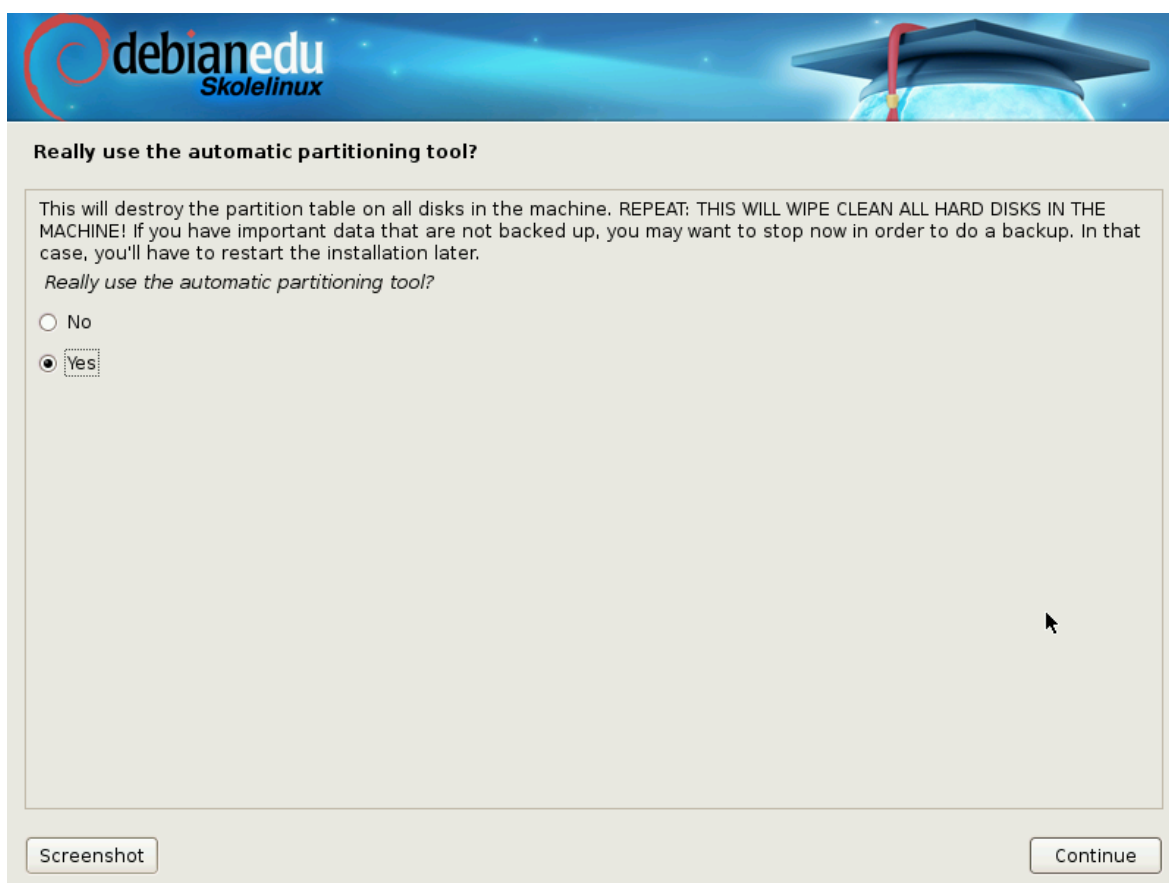 debianedu
Skolelinux
Really use the automatic partitioning tool?
This will destroy the partition table on all disks in the machine. REPEAT: THIS WILL WIPE CLEAN ALL HARD DISKS IN THE
MACHINE! If you have important data that are not backed up, you may want to stop now in order to do a backup. In that
case, you'll have to restart the installation later.
Really use the automatic partitioning tool?
No
Yes
Screenshot
Continue